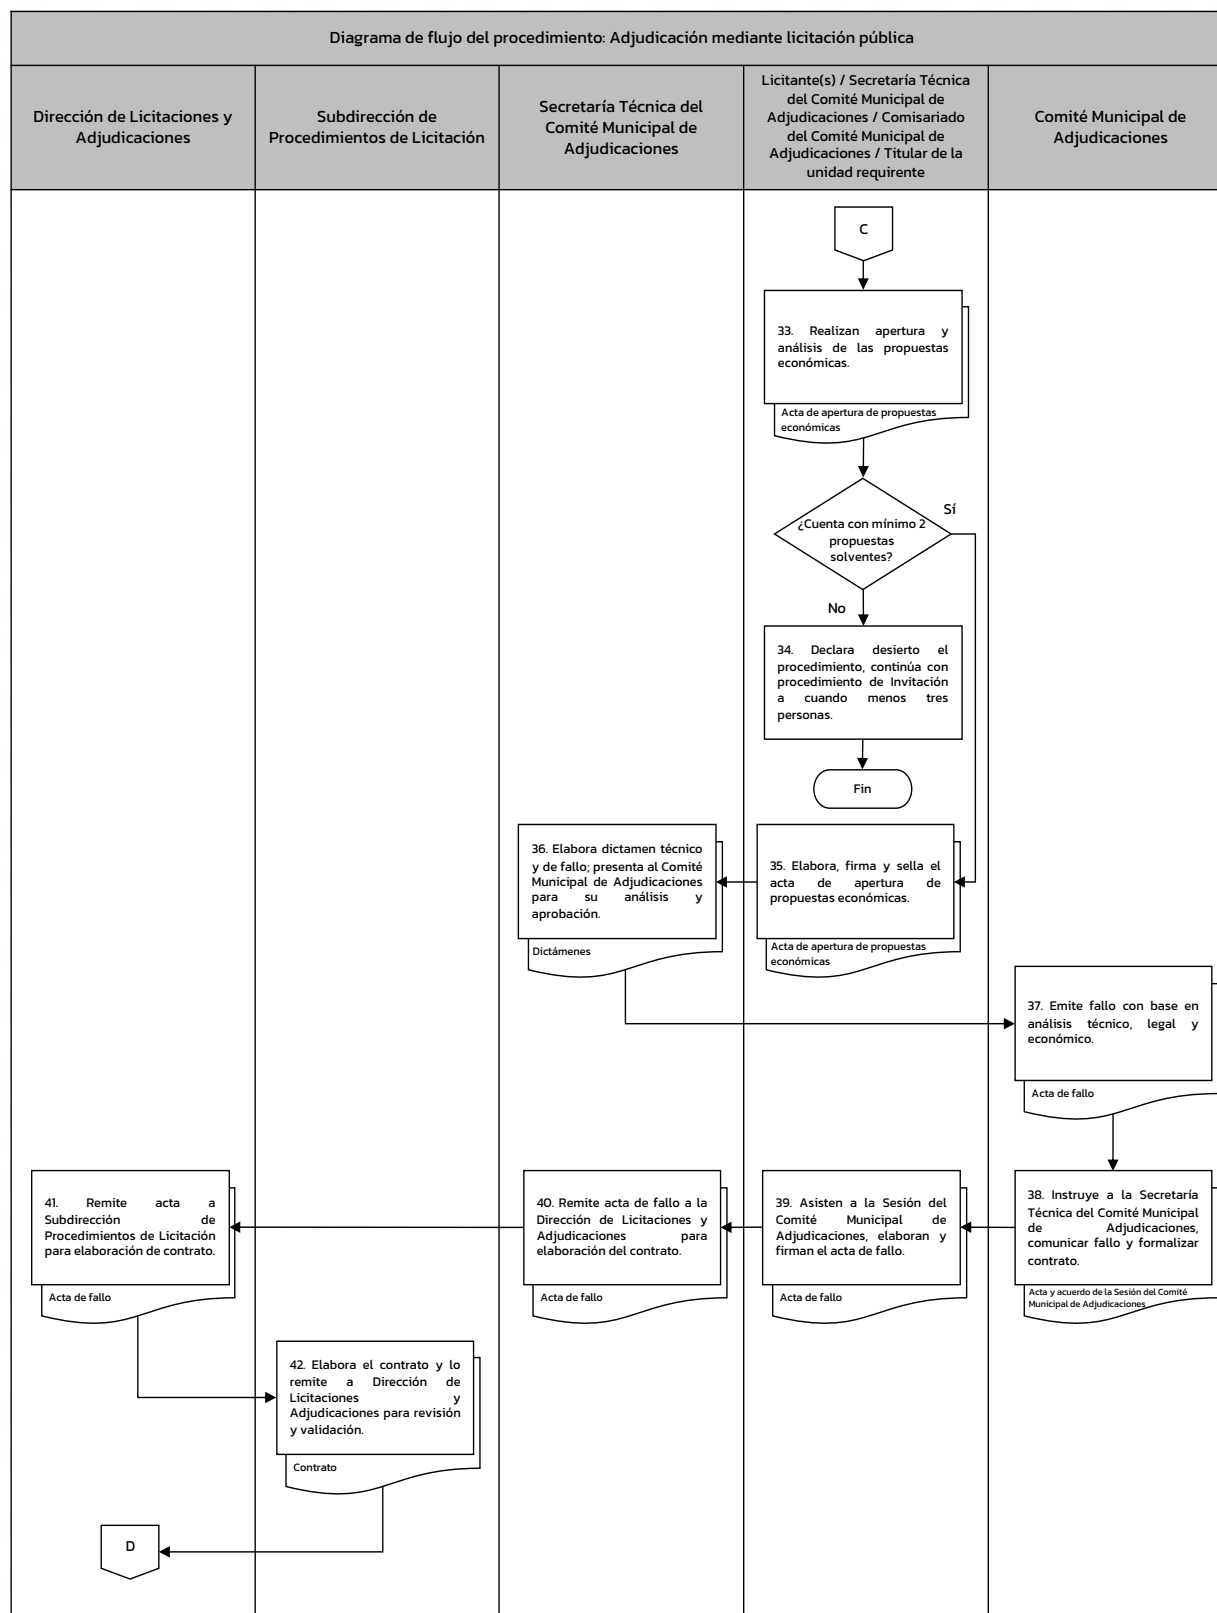 Diagrama de flujo del procedimiento: Adjudicación mediante licitación pública
Dirección de Licitaciones y
Adjudicaciones
Subdirección de
Procedimientos de Licitación
Secretaría Técnica del
Comité Municipal de
Adjudicaciones
Licitante(s) / Secretaría Técnica
del Comité Municipal de
Adjudicaciones / Comisariado
del Comité Municipal de
Adjudicaciones / Titular de la
unidad requirente
Comité Municipal de
Adjudicaciones
C
33. Realizan apertura y
análisis de las propuestas
económicas.
Acta de apertura de propuestas
económicas
¿Cuenta con mínimo 2
propuestas
solventes?
Sí
No
34. Declara desierto el
procedimiento, continúa con
procedimiento de Invitación
a cuando menos tres
personas.
Fin
35. Elabora, firma y sella el
acta de apertura de
propuestas económicas.
Acta de apertura de propuestas
económicas
36. Elabora dictamen técnico
y de fallo; presenta al Comité
Municipal de Adjudicaciones
para su análisis y
aprobación.
Dictámenes
37. Emite fallo con base en
análisis técnico, legal y
económico.
Acta de fallo
38. Instruye a la Secretaría
Técnica del Comité Municipal
de Adjudicaciones,
comunicar fallo y formalizar
contrato.
Acta y acuerdo de la Sesión del Comité
Municipal de Adjudicaciones
39. Asisten a la Sesión del
Comité Municipal de
Adjudicaciones, elaboran y
firman el acta de fallo.
Acta de fallo
40. Remite acta de fallo a la
Dirección de Licitaciones y
Adjudicaciones para
elaboración del contrato.
Acta de fallo
41. Remite acta a
Subdirección de
Procedimientos de Licitación
para elaboración de contrato.
Acta de fallo
42. Elabora el contrato y lo
remite a Dirección de
Licitaciones y
Adjudicaciones para revisión
y validación.
Contrato
D